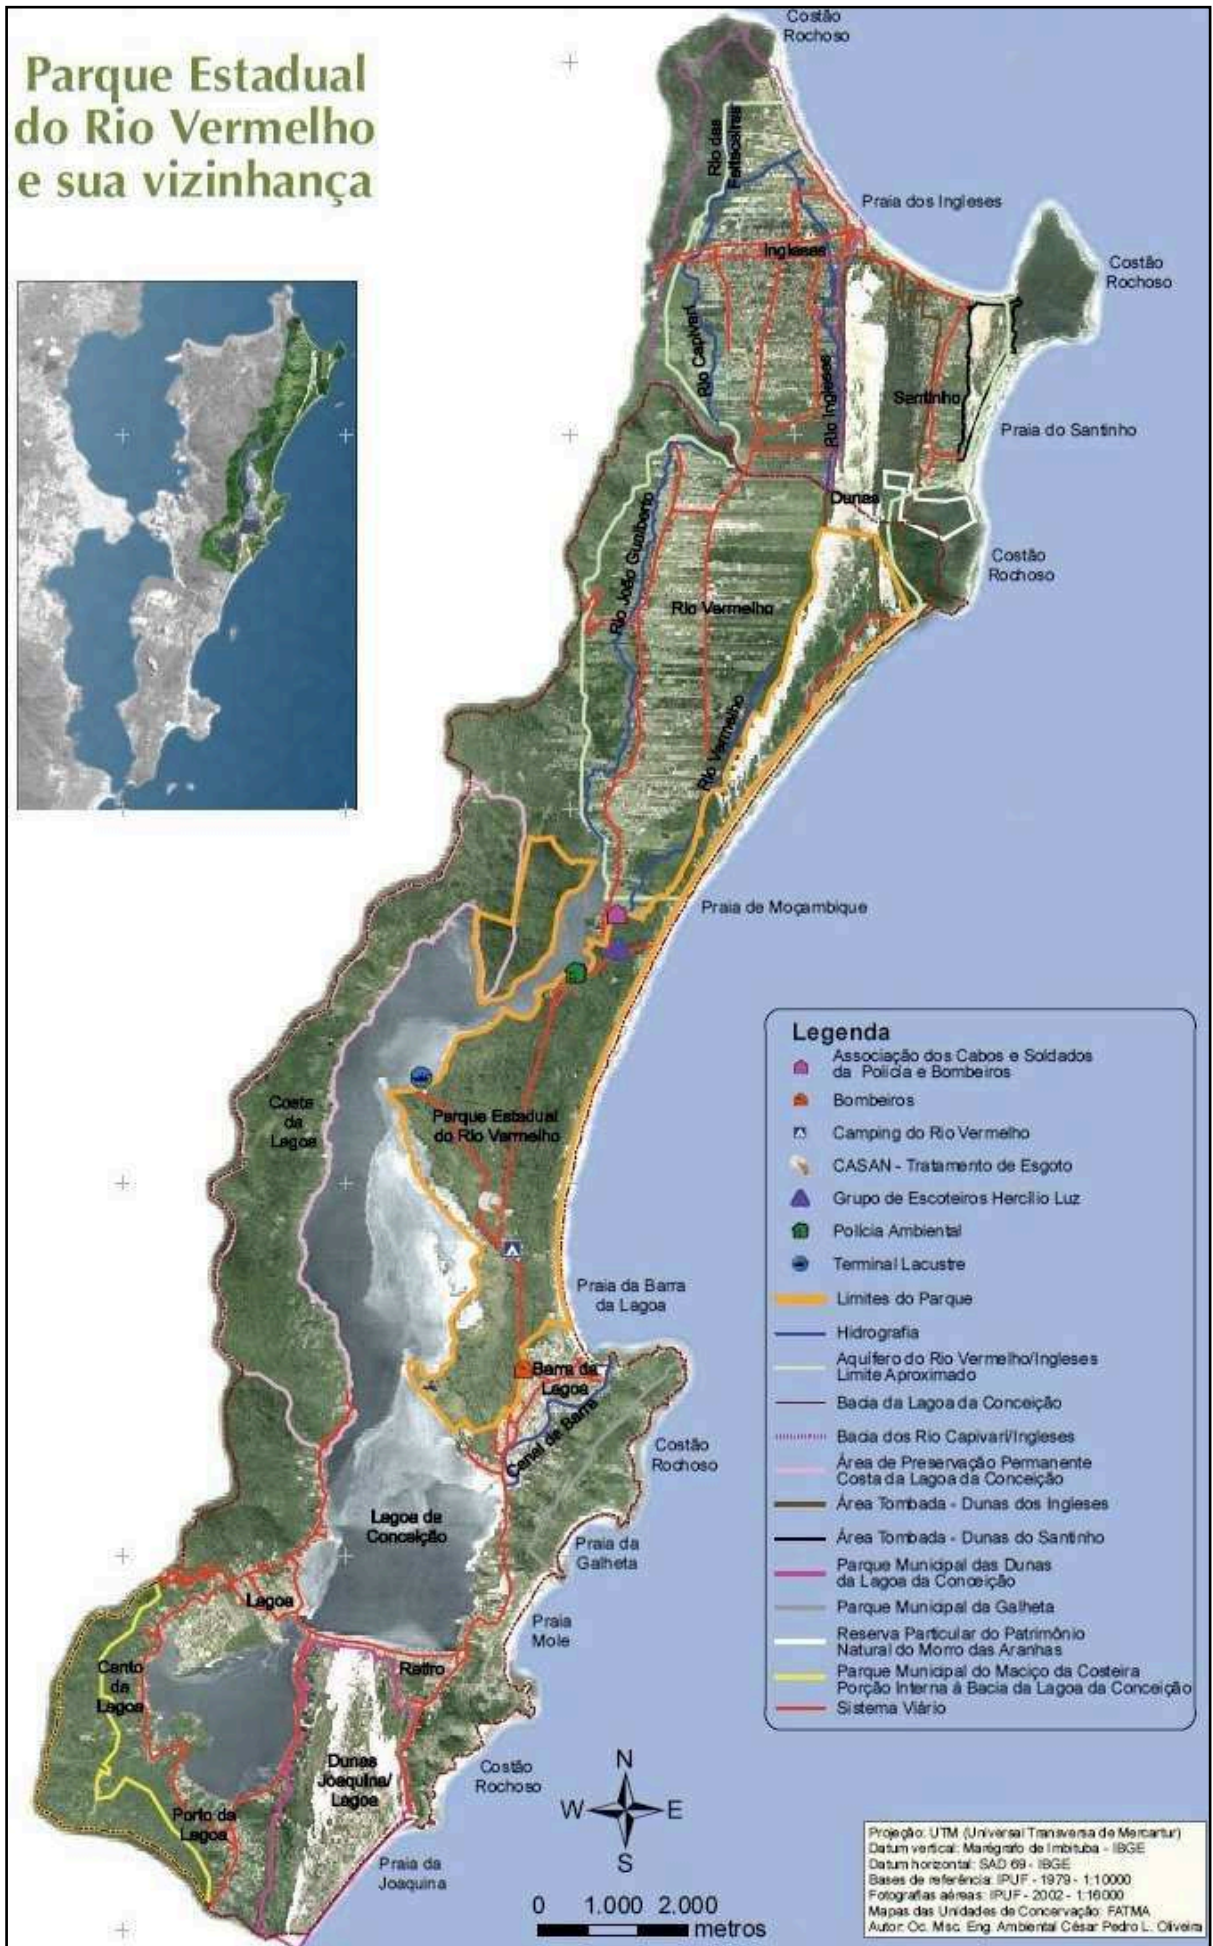 Parque Estadual
do Rio Vermelho
e sua vizinhança
Costão
Rochoso
Rio das
Feiticeiras
Praia dos Ingleses
Ingleses
Costão
Rochoso
Rio Capivari
Rio Ingleses
Santinho
Praia do Santinho
Dunas
Rio João Gualberto
Costão
Rochoso
Rio Vermelho
Rio Vermelho
Praia de Moçambique
Costa
da
Lagoa
Parque Estadual
do Rio Vermelho
Praia da Barra
da Lagoa
Barra da
Lagoa
Canal de Barra
Costão
Rochoso
Lagoa da
Conceição
Praia da
Galheta
Lagoa
Praia
Mole
Canto
da
Lagoa
Retiro
Costão
Rochoso
Dunas
Joaquina/
Lagoa
Porto da
Lagoa
Praia da
Joaquina
Legenda
Associação dos Cabos e Soldados
da Polícia e Bombeiros
Bombeiros
Camping do Rio Vermelho
CASAN - Tratamento de Esgoto
Grupo de Escoteiros Hercílio Luz
Polícia Ambiental
Terminal Lacustre
Limites do Parque
Hidrografia
Aquífero do Rio Vermelho/Ingleses
Limite Aproximado
Bacia da Lagoa da Conceição
Bacia dos Rio Capivari/Ingleses
Área de Preservação Permanente
Costa da Lagoa da Conceição
Área Tombada - Dunas dos Ingleses
Área Tombada - Dunas do Santinho
Parque Municipal das Dunas
da Lagoa da Conceição
Parque Municipal da Galheta
Reserva Particular do Patrimônio
Natural do Morro das Aranhas
Parque Municipal do Maciço da Costeira
Porção Interna á Bacia da Lagoa da Conceição
Sistema Viário
N
W E
S
0 1.000 2.000
metros
Projeção: UTM (Universal Transversa de Mercartur)
Datum vertical: Marégrafo de Imbituba - IBGE
Datum horizontal: SAD 69 - IBGE
Bases de referência: IPUF - 1979 - 1:10000
Fotografias aéreas: IPUF - 2002 - 1:16000
Mapas das Unidades de Concervação: FATMA
Autor: Oc. Msc. Eng. Ambiental César Pedro L. Oliveira